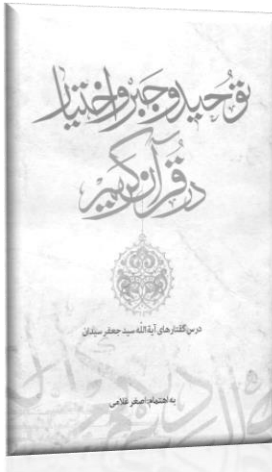 توحید و جبر و اختیار
در قرآن کریم
درس گفتارهای آیة الله سید جعفر سیدان
به اهتمام: اصغر غلامی